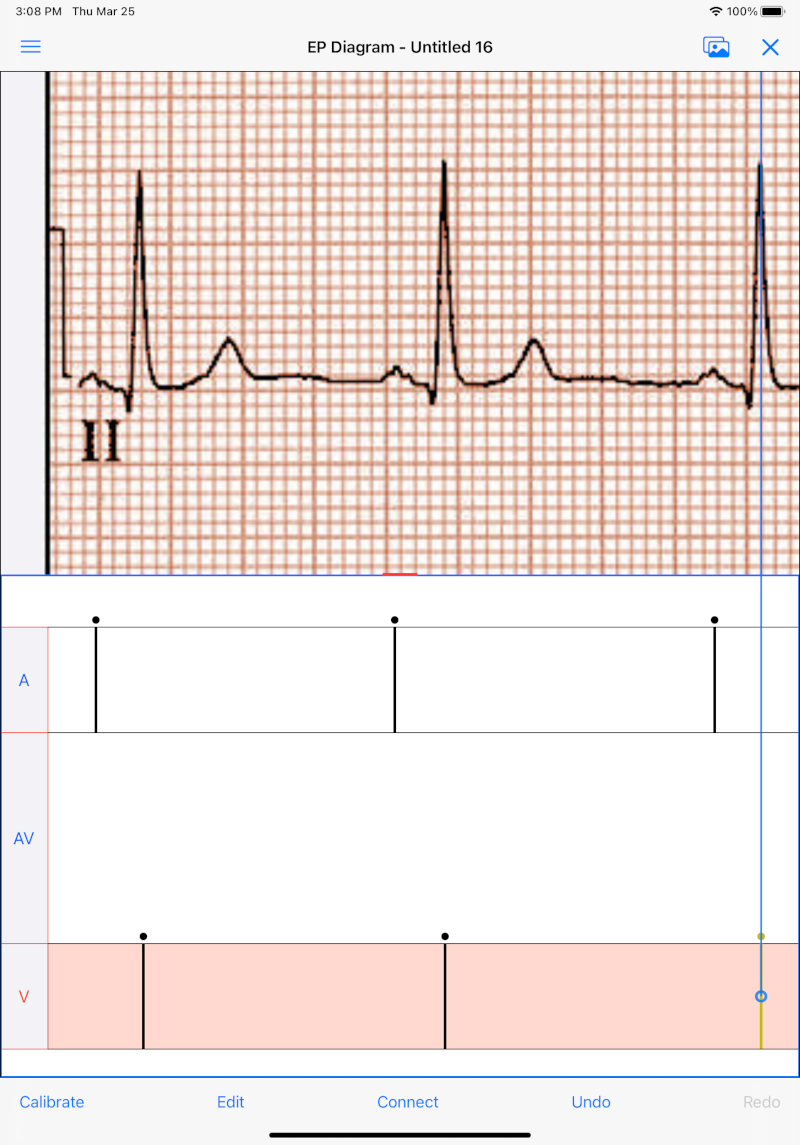 3:08 PM Thu Mar 25 100%
EP Diagram - Untitled 16
II
A
AV
V
Calibrate Edit Connect Undo Redo